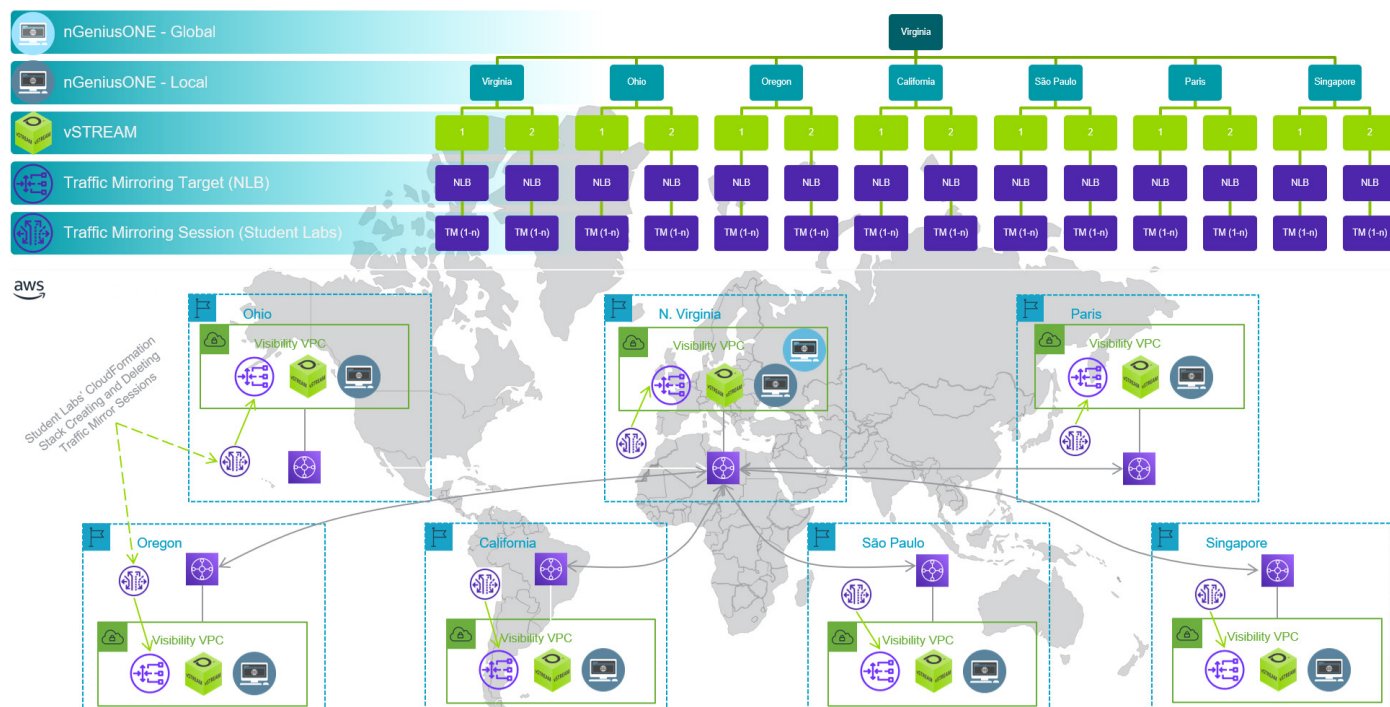 nGeniusONE - Global
Virginia
nGeniusONE - Local
Virginia
Ohio
Oregon
California
São Paulo
Paris
Singapore
vSTREAM
1
2
1
2
1
2
1
2
1
2
1
2
1
2
Traffic Mirroring Target (NLB)
NLB
NLB
NLB
NLB
NLB
NLB
NLB
NLB
NLB
NLB
NLB
NLB
NLB
NLB
Traffic Mirroring Session (Student Labs)
TM (1-n)
TM (1-n)
TM (1-n)
TM (1-n)
TM (1-n)
TM (1-n)
TM (1-n)
TM (1-n)
TM (1-n)
TM (1-n)
TM (1-n)
TM (1-n)
TM (1-n)
TM (1-n)
aws
Student Labs' CloudFormation
Stack Creating and Deleting
Traffic Mirror Sessions
Ohio
Visibility VPC
N. Virginia
Visibility VPC
Paris
Visibility VPC
Oregon
Visibility VPC
California
Visibility VPC
São Paulo
Visibility VPC
Singapore
Visibility VPC